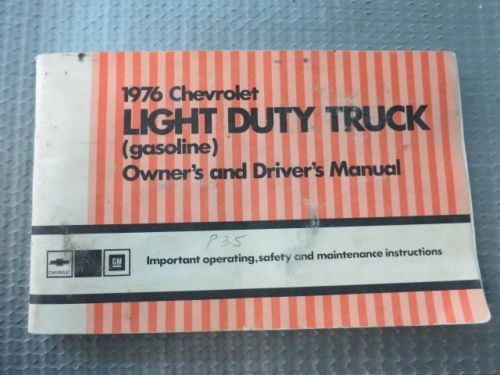 1976 Chevrolet
LIGHT DUTY TRUCK
(gasoline)
Owner's and Driver's Manual
P35
CHEVROLET
GM
Important operating, safety and maintenance instructions